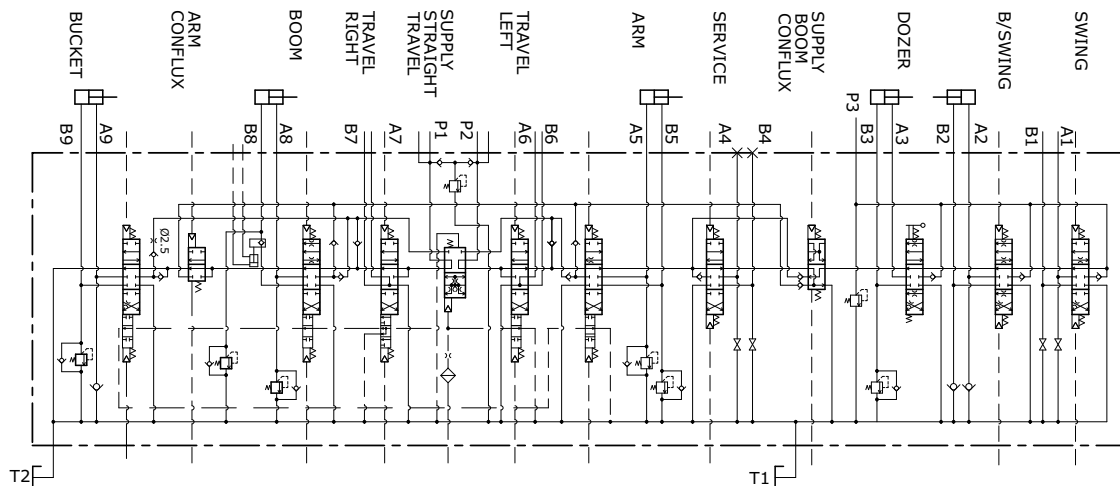 BUCKET
ARM
CONFLUX
BOOM
TRAVEL
RIGHT
SUPPLY
STRAIGHT
TRAVEL
TRAVEL
LEFT
ARM
SERVICE
SUPPLY
BOOM
CONFLUX
DOZER
B/SWING
SWING
B9
A9
B8
A8
B7
A7
P1
P2
A6
B6
A5
B5
A4
B4
P3
B3
A3
B2
A2
B1
A1
Ø2.5
T2
T1